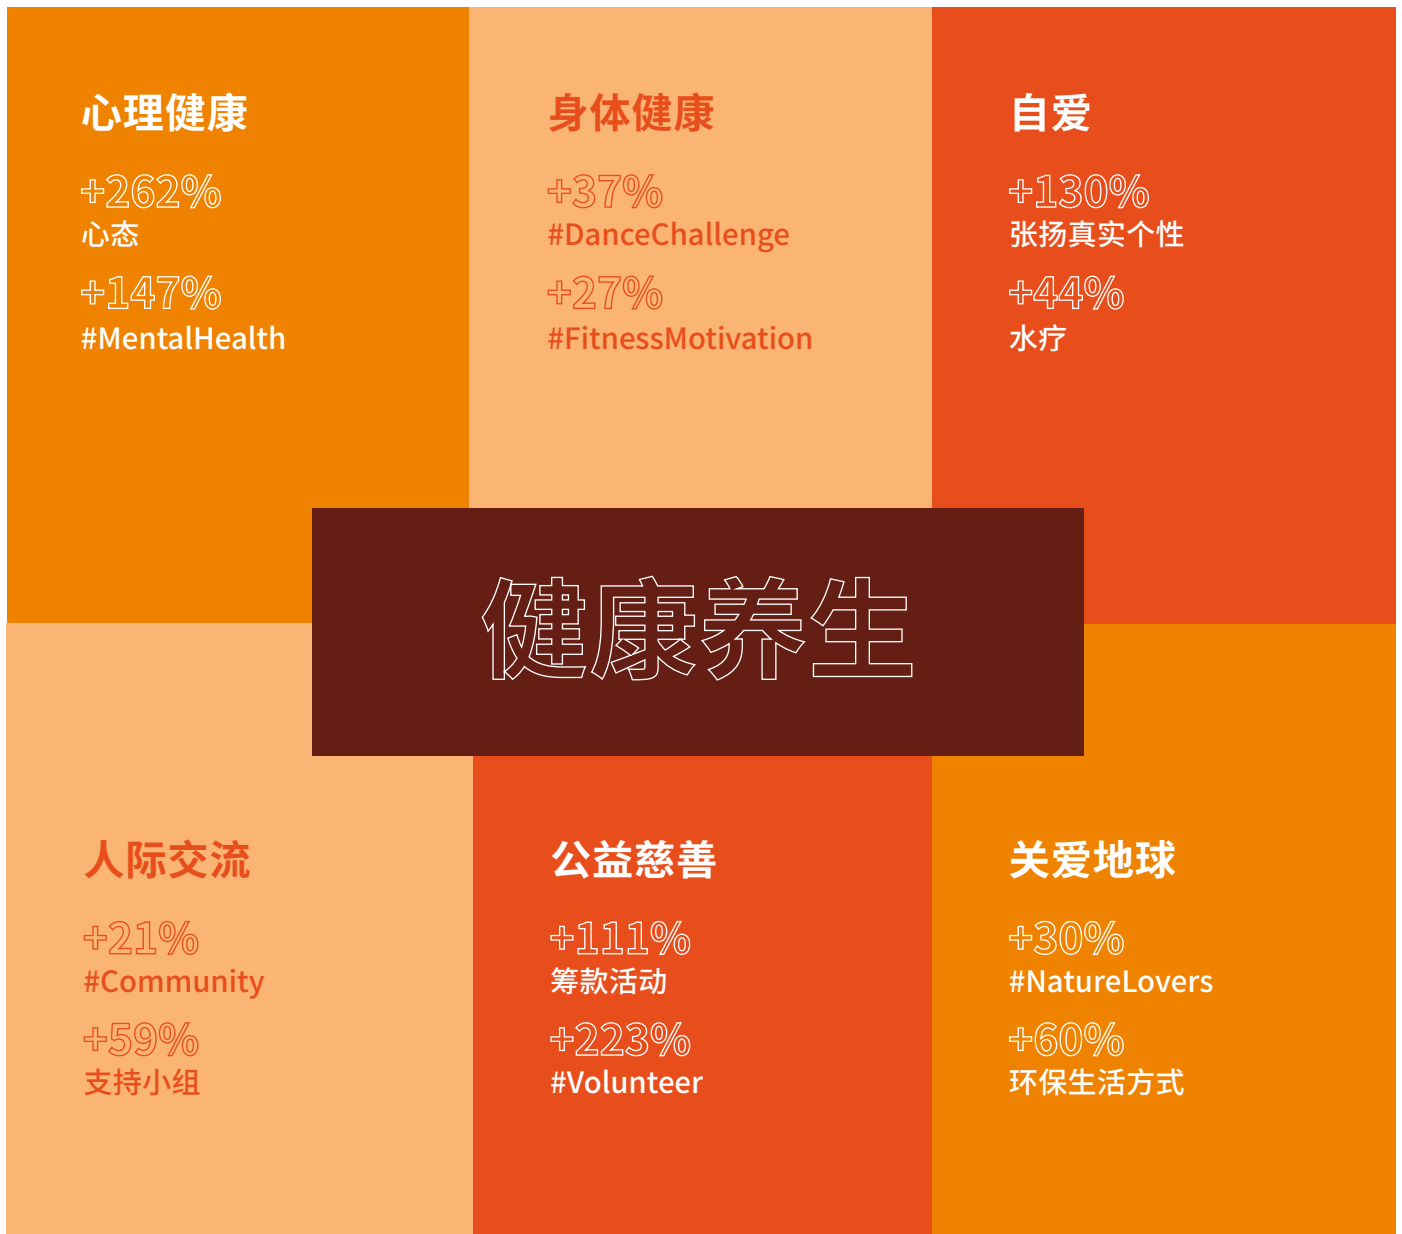 心理健康
+262%
心态
+147%
#MentalHealth
身体健康
+37%
#DanceChallenge
+27%
#FitnessMotivation
自爱
+130%
张扬真实个性
+44%
水疗
健康养生
人际交流
+21%
#Community
+59%
支持小组
公益慈善
+111%
筹款活动
+223%
#Volunteer
关爱地球
+30%
#NatureLovers
+60%
环保生活方式